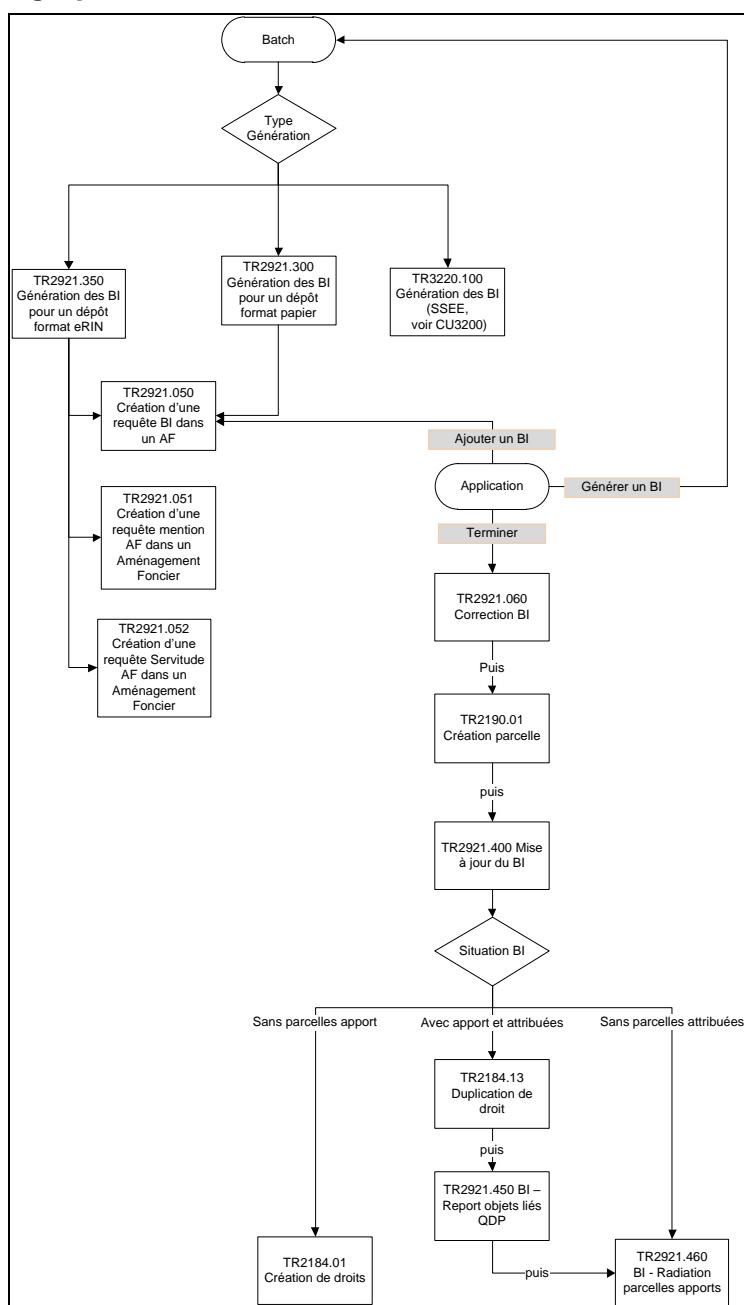 Batch
Type
Génération
TR2921.350
Génération des BI
pour un dépôt
format eRIN
TR2921.300
Génération des BI
pour un dépôt
format papier
TR3220.100
Génération des BI
(SSEE,
voir CU3200)
TR2921.050
Création d'une
requête BI dans
un AF
Ajouter un BI
Application
Générer un BI
TR2921.051
Création d'une
requête mention
AF dans un
Aménagement
Foncier
Terminer
TR2921.060
Correction BI
TR2921.052
Création d'une
requête Servitude
AF dans un
Aménagement
Foncier
Puis
TR2190.01
Création parcelle
puis
TR2921.400 Mise
à jour du BI
Situation BI
Sans parcelles apport
Avec apport et attribuées
Sans parcelles attribuées
TR2184.13
Duplication de
droit
puis
TR2921.450 BI –
Report objets liés
QDP
TR2184.01
Création de droits
puis
TR2921.460
BI - Radiation
parcelles apports